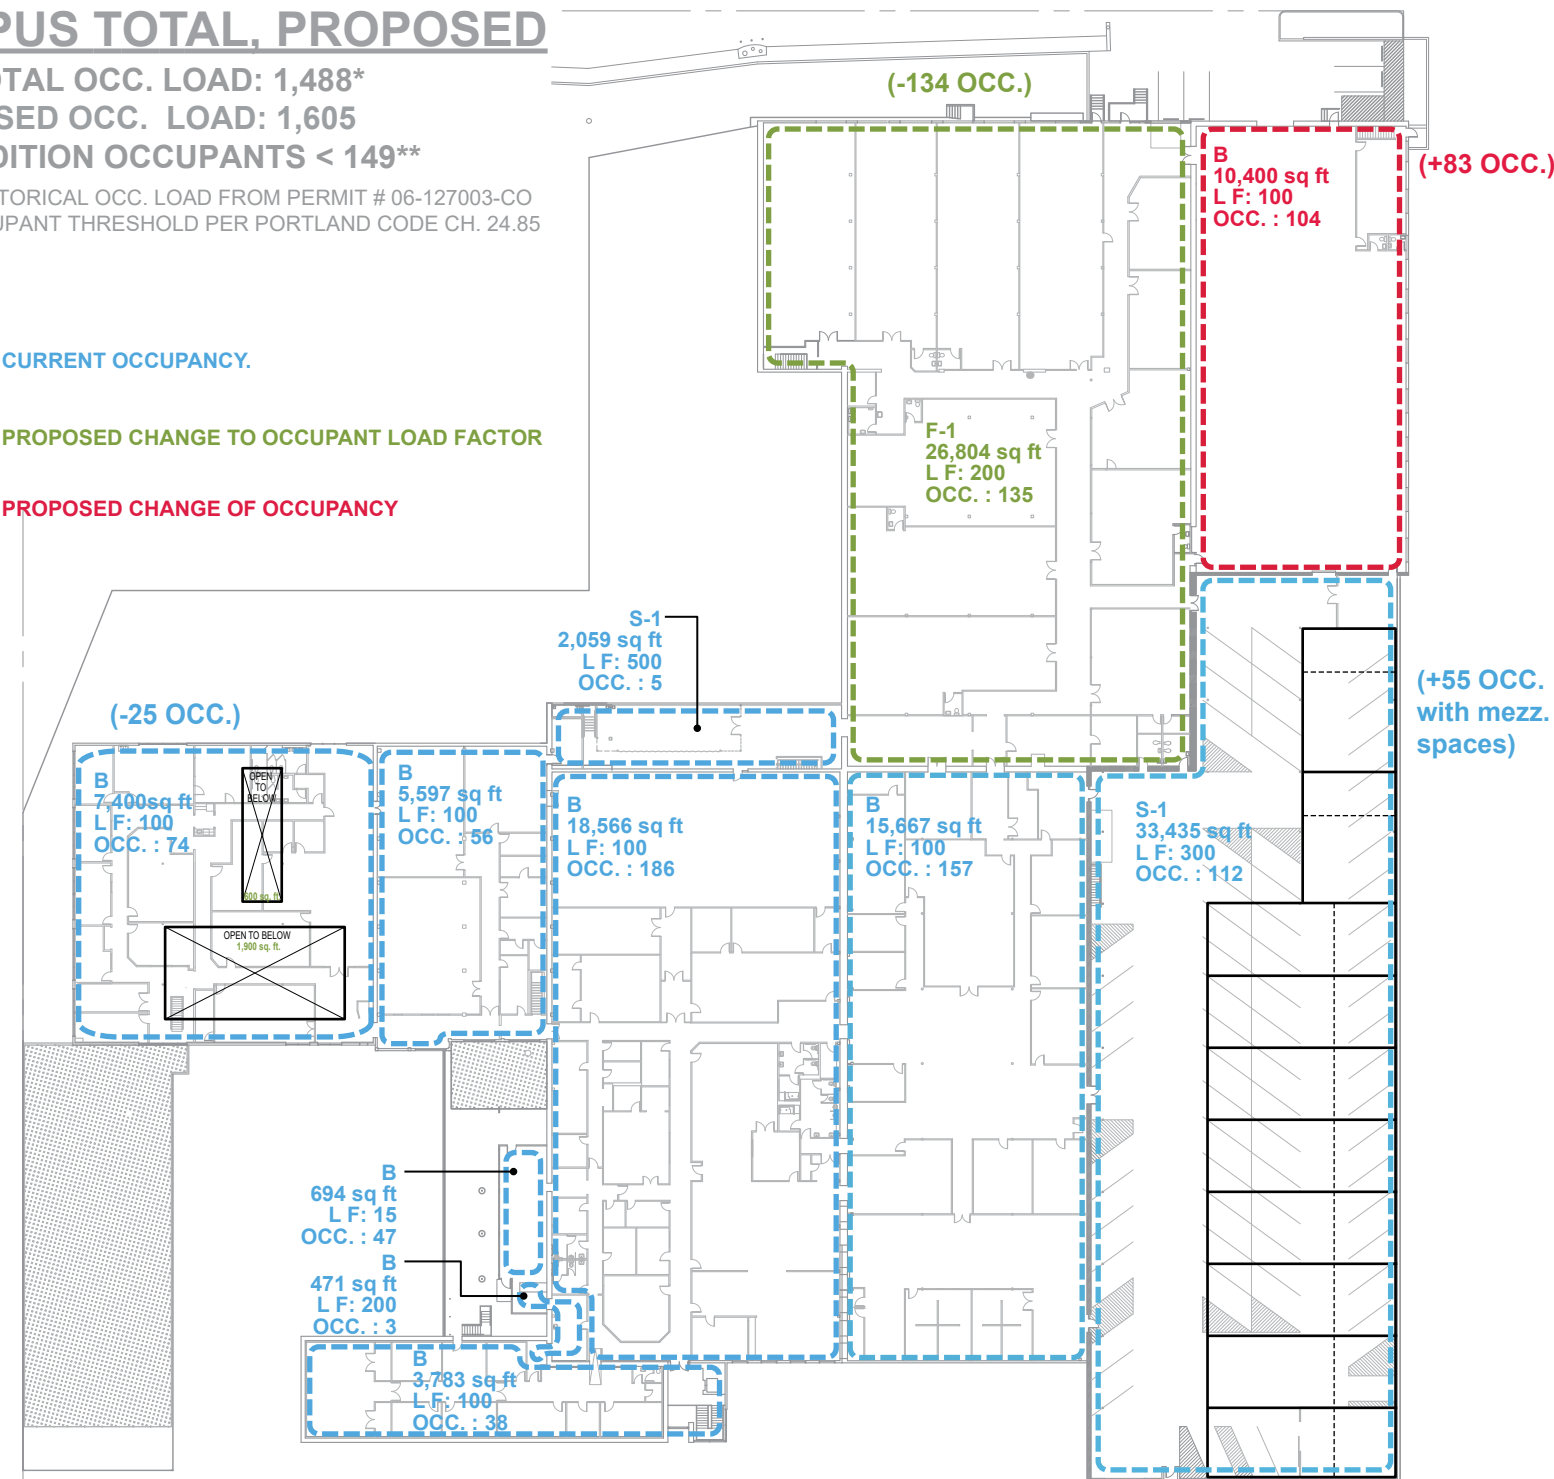 PUS TOTAL, PROPOSED
TAL OCC. LOAD: 1,488*
SED OCC. LOAD: 1,605
DITION OCCUPANTS < 149**
TORICAL OCC. LOAD FROM PERMIT # 06-127003-CO
UPANT THRESHOLD PER PORTLAND CODE CH. 24.85
CURRENT OCCUPANCY.
PROPOSED CHANGE TO OCCUPANT LOAD FACTOR
PROPOSED CHANGE OF OCCUPANCY
(-134 OCC.)
B
10,400 sq ft
L F: 100
OCC. : 104
(+83 OCC.)
F-1
26,804 sq ft
L F: 200
OCC. : 135
S-1
2,059 sq ft
L F: 500
OCC. : 5
(+55 OCC.
with mezz.
spaces)
(-25 OCC.)
B
7,400sq ft
L F: 100
OCC. : 74
OPEN
TO
BELOW
600 sq. ft.
OPEN TO BELOW
1,900 sq. ft.
B
5,597 sq ft
L F: 100
OCC. : 56
B
18,566 sq ft
L F: 100
OCC. : 186
B
15,667 sq ft
L F: 100
OCC. : 157
S-1
33,435 sq ft
L F: 300
OCC. : 112
B
694 sq ft
L F: 15
OCC. : 47
B
471 sq ft
L F: 200
OCC. : 3
B
3,783 sq ft
L F: 100
OCC. : 38